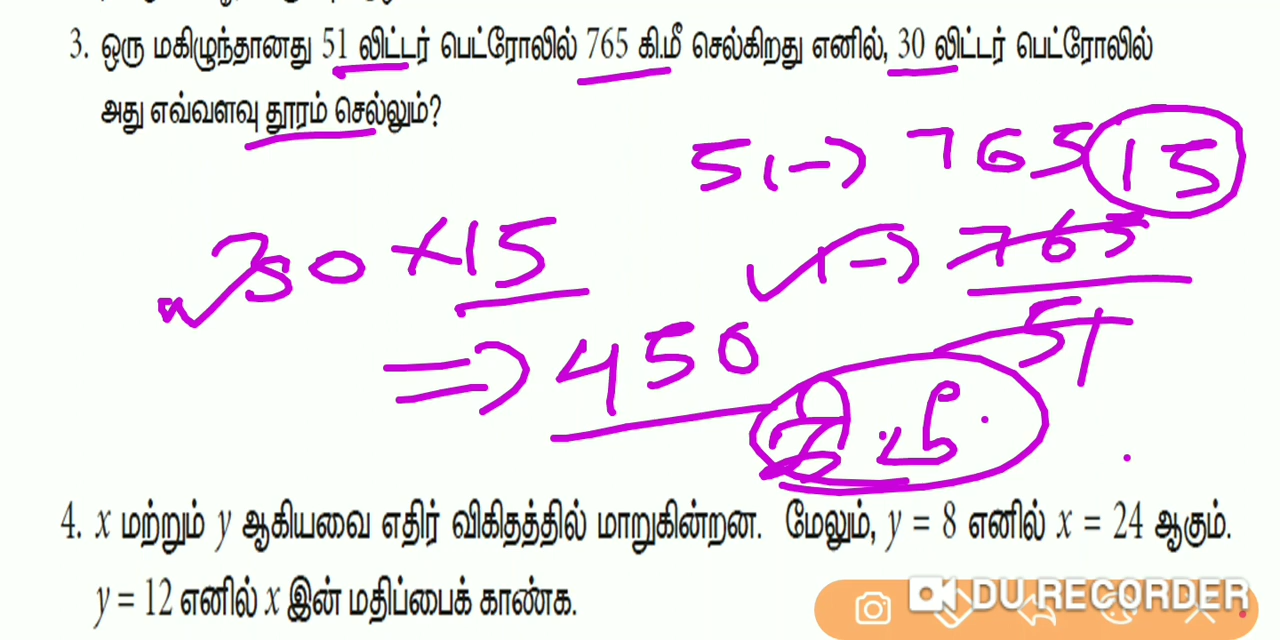 3. ஒரு மகிழுந்தானது 51 லிட்டர் பெட்ரோலில் 765 கி.மீ செல்கிறது எனில், 30 லிட்டர் பெட்ரோலில்
அது எவ்வளவு தூரம் செல்லும்?
51 → 765 15
30 × 15
1 → 765
51
⇒ 450
கி.மீ.
4. x மற்றும் y ஆகியவை எதிர் விகிதத்தில் மாறுகின்றன. மேலும், y = 8 எனில் x = 24 ஆகும்.
y = 12 எனில் x இன் மதிப்பைக் காண்க.
DU RECORDER